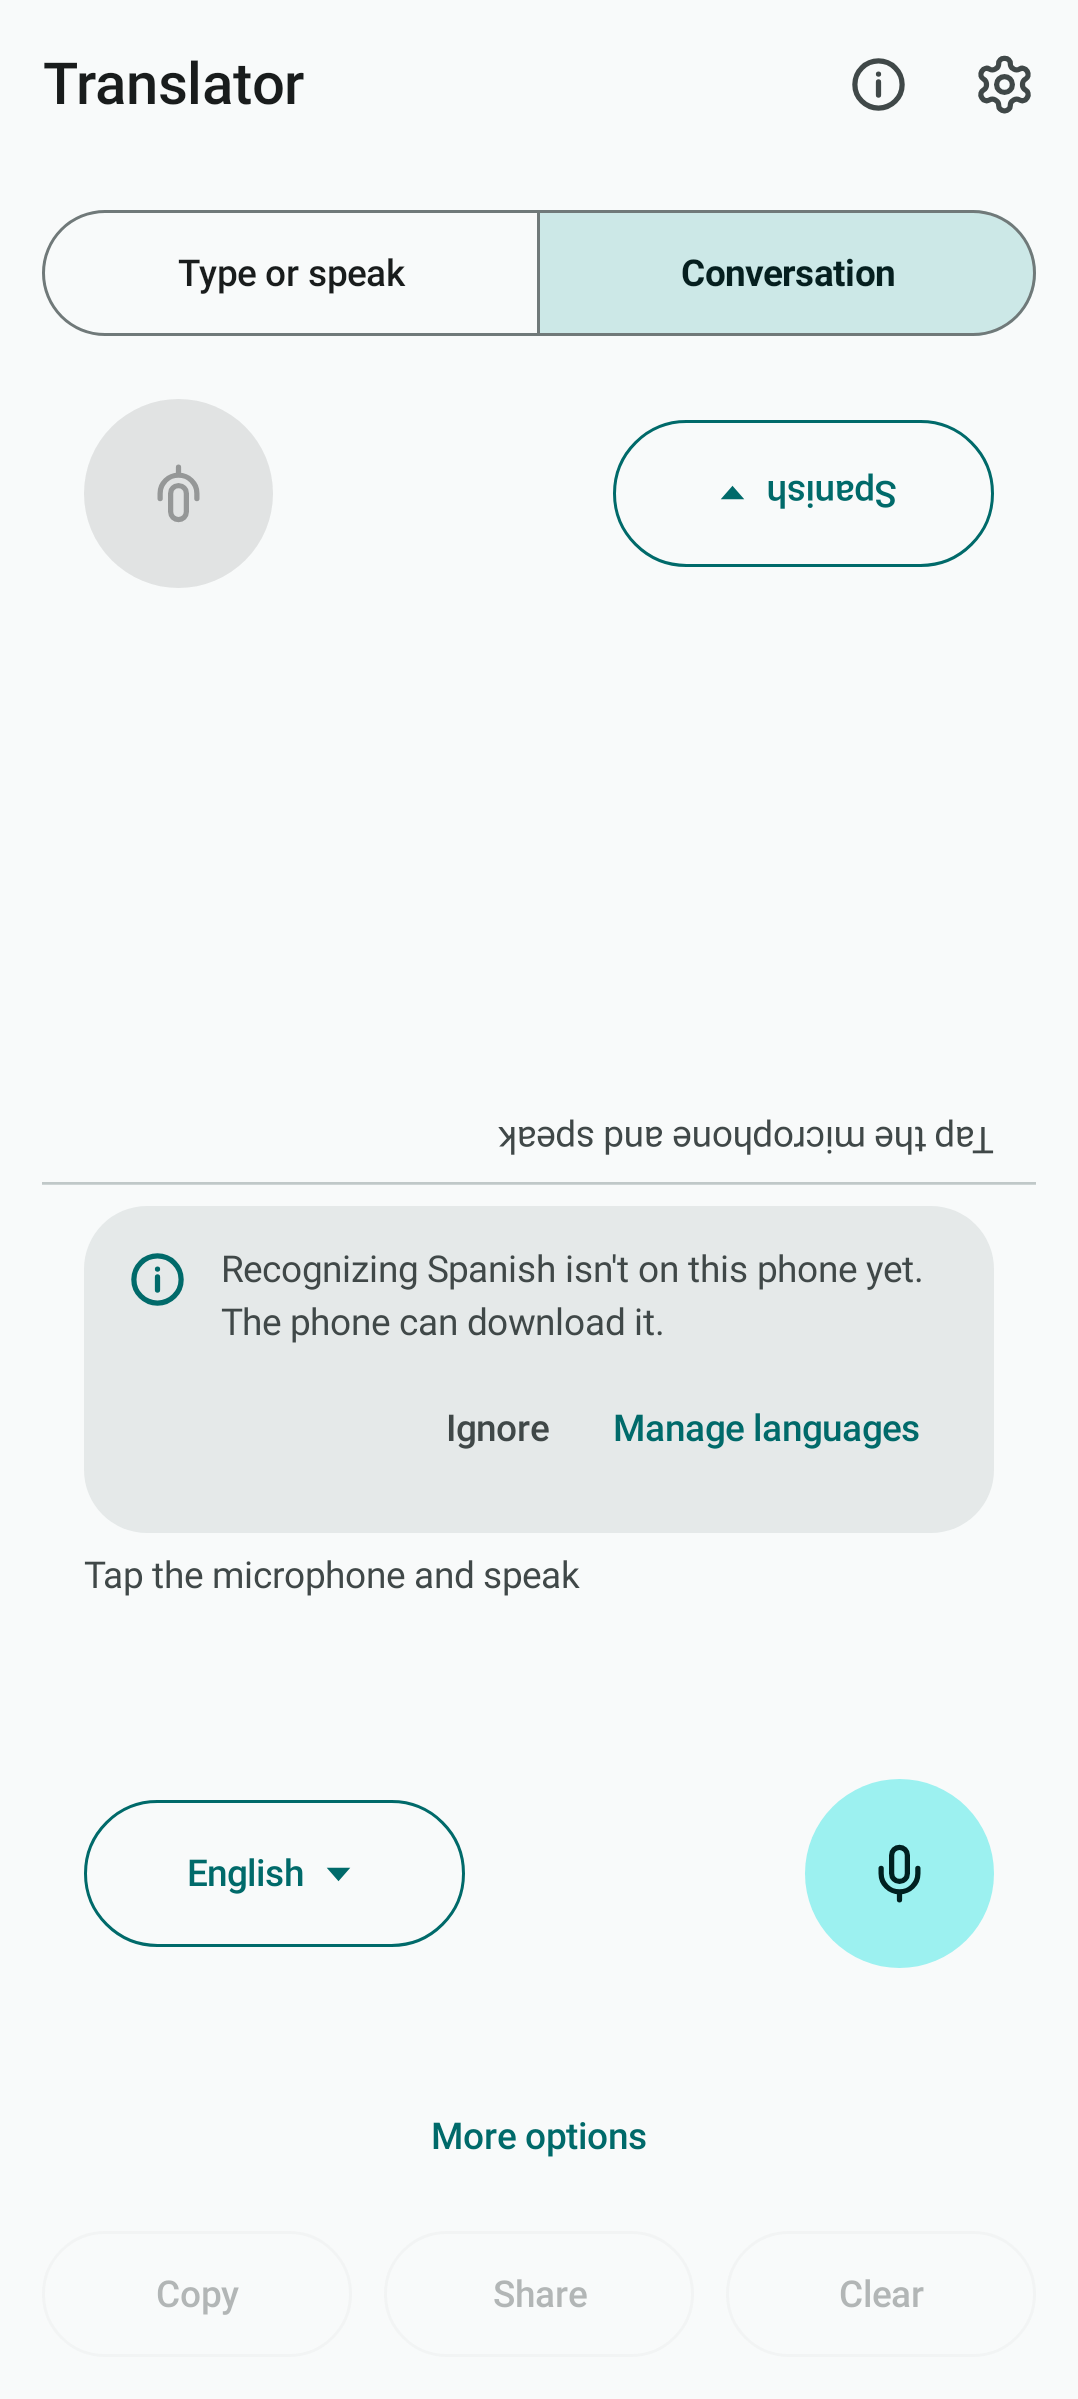 Translator
Type or speak
Conversation
Spanish
Tap the microphone and speak
Recognizing Spanish isn't on this phone yet.
The phone can download it.
Ignore
Manage languages
Tap the microphone and speak
English
More options
Copy
Share
Clear